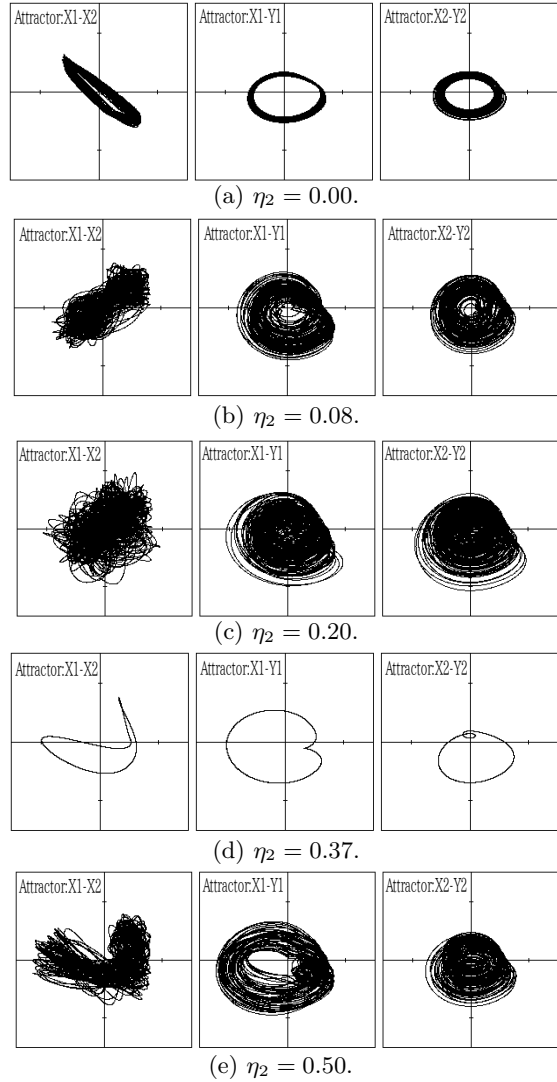 Attractor:X1-X2 Attractor:X1-Y1 Attractor:X2-Y2
(a) η₂ = 0.00.
Attractor:X1-X2 Attractor:X1-Y1 Attractor:X2-Y2
(b) η₂ = 0.08.
Attractor:X1-X2 Attractor:X1-Y1 Attractor:X2-Y2
(c) η₂ = 0.20.
Attractor:X1-X2 Attractor:X1-Y1 Attractor:X2-Y2
(d) η₂ = 0.37.
Attractor:X1-X2 Attractor:X1-Y1 Attractor:X2-Y2
(e) η₂ = 0.50.